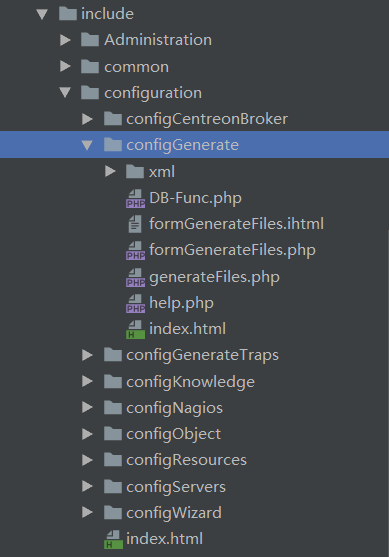 include
Administration
common
configuration
configCentreonBroker
configGenerate
xml
DB-Func.php
formGenerateFiles.ihtml
formGenerateFiles.php
generateFiles.php
help.php
index.html
configGenerateTraps
configKnowledge
configNagios
configObject
configResources
configServers
configWizard
index.html